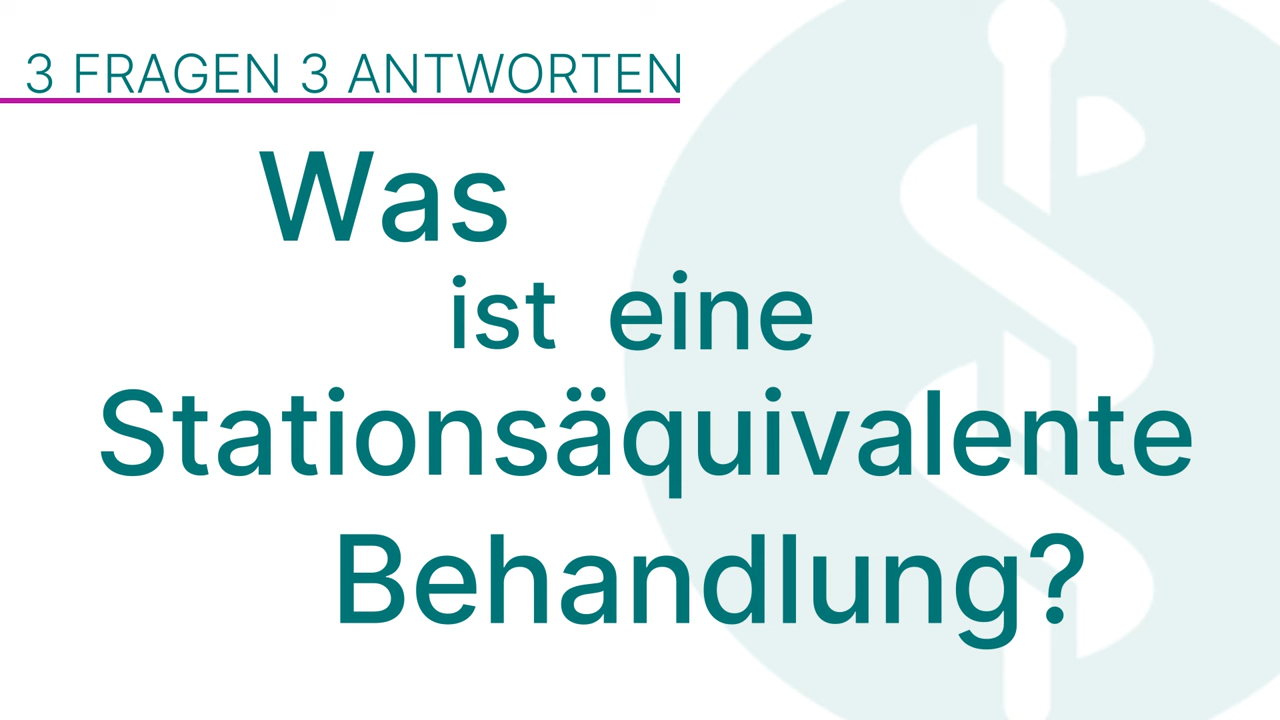 3 FRAGEN 3 ANTWORTEN
Was
ist eine
Stationsäquivalente
Behandlung?